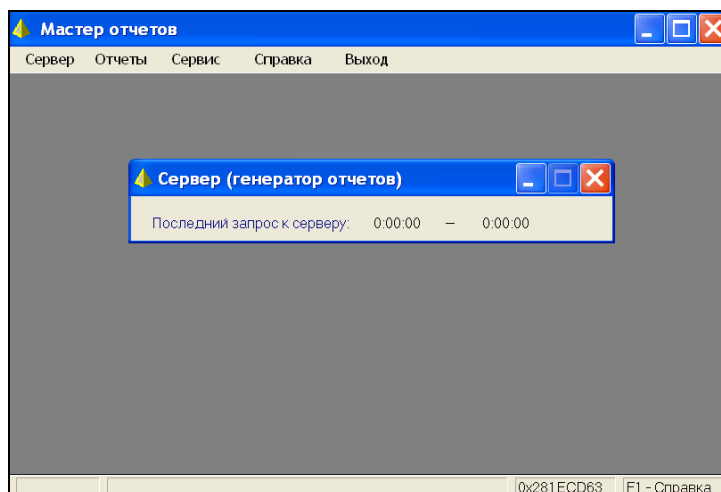 Мастер отчетов
Сервер Отчеты Сервис Справка Выход
Сервер (генератор отчетов)
Последний запрос к серверу: 0:00:00 – 0:00:00
0x281ECD63 F1 - Справка